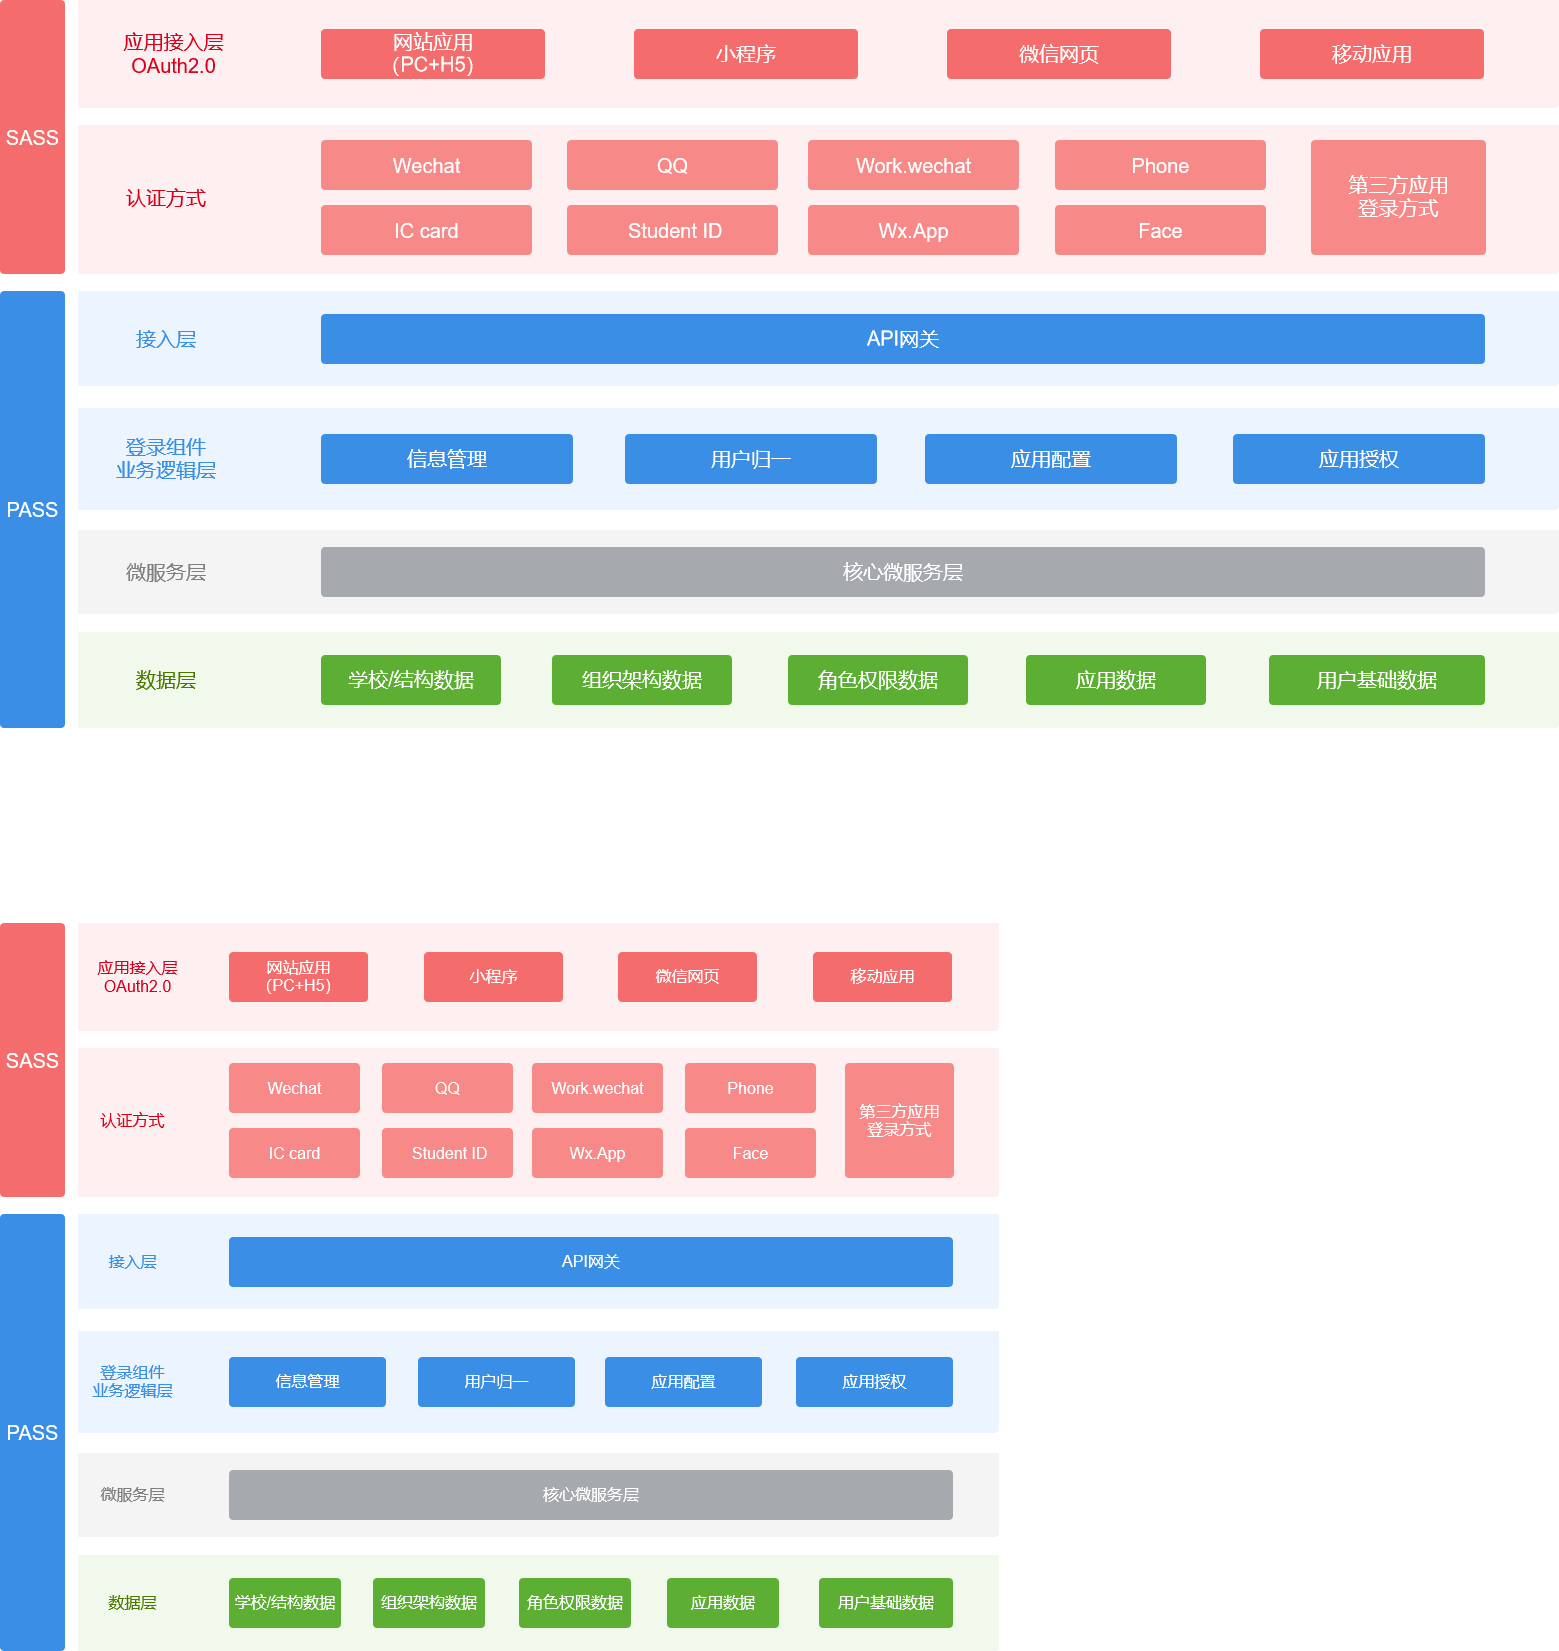 SASS
应用接入层
OAuth2.0
网站应用
(PC+H5)
小程序
微信网页
移动应用
认证方式
Wechat
QQ
Work.wechat
Phone
第三方应用
登录方式
IC card
Student ID
Wx.App
Face
PASS
接入层
API网关
登录组件
业务逻辑层
信息管理
用户归一
应用配置
应用授权
微服务层
核心微服务层
数据层
学校/结构数据
组织架构数据
角色权限数据
应用数据
用户基础数据
SASS
应用接入层
OAuth2.0
网站应用
(PC+H5)
小程序
微信网页
移动应用
认证方式
Wechat
QQ
Work.wechat
Phone
第三方应用
登录方式
IC card
Student ID
Wx.App
Face
PASS
接入层
API网关
登录组件
业务逻辑层
信息管理
用户归一
应用配置
应用授权
微服务层
核心微服务层
数据层
学校/结构数据
组织架构数据
角色权限数据
应用数据
用户基础数据